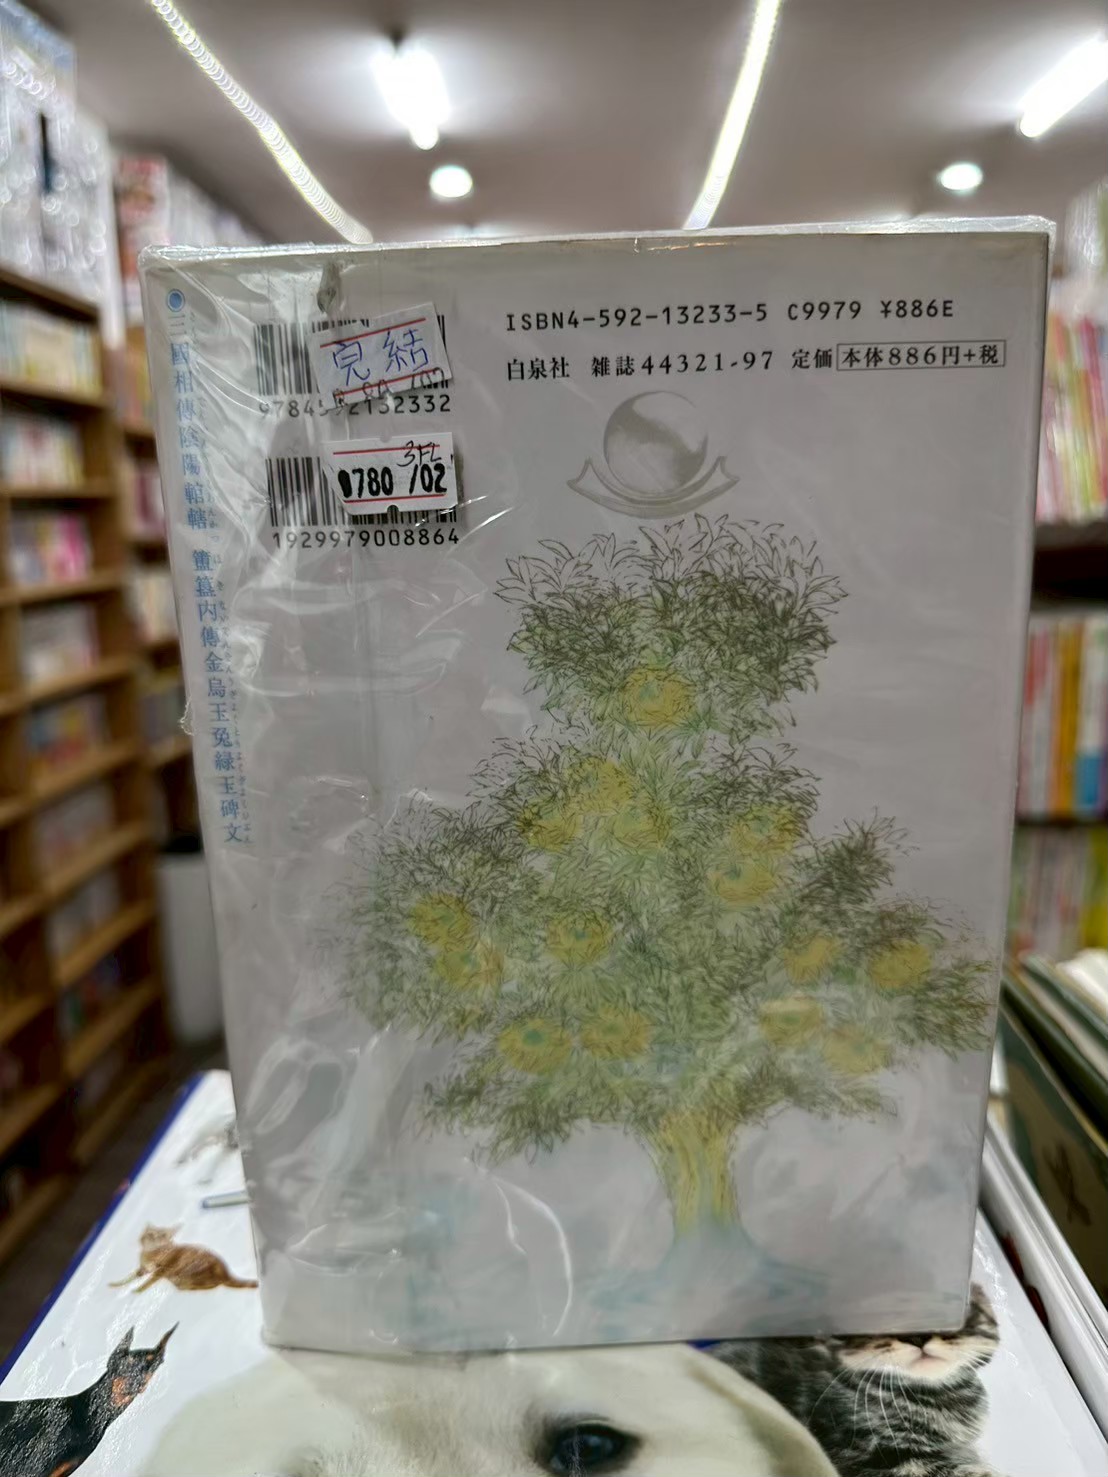 ISBN4-592-13233-5 C9979 ¥886E
白泉社 雑誌44321-97 定価本体886円+税
完結
9784592132332
3FL
0780 /02
1929979008864
三國相傳陰陽輨轄簠簋内傳金烏玉兎緑玉碑文